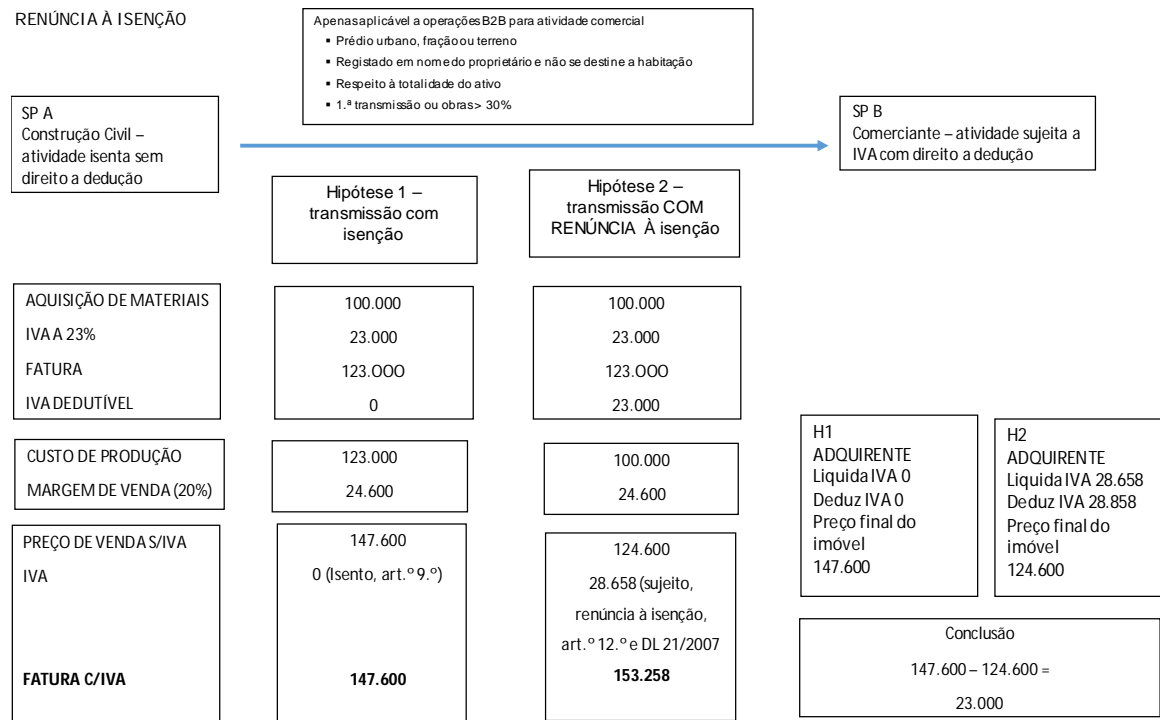 RENÚNCIA À ISENÇÃO
Apenas aplicável a operações B2B para atividade comercial
▪ Prédio urbano, fração ou terreno
▪ Registado em nome do proprietário e não se destine a habitação
▪ Respeito à totalidade do ativo
▪ 1.ª transmissão ou obras > 30%
SP A
Construção Civil –
atividade isenta sem
direito a dedução
SP B
Comerciante – atividade sujeita a
IVA com direito a dedução
Hipótese 1 –
transmissão com
isenção
Hipótese 2 –
transmissão COM
RENÚNCIA À isenção
AQUISIÇÃO DE MATERIAIS
IVA A 23%
FATURA
IVA DEDUTÍVEL
100.000
23.000
123.OOO
0
100.000
23.000
123.OOO
23.000
CUSTO DE PRODUÇÃO
MARGEM DE VENDA (20%)
123.000
24.600
100.000
24.600
PREÇO DE VENDA S/IVA
IVA
FATURA C/IVA
147.600
0 (Isento, art.º 9.º)
147.600
124.600
28.658 (sujeito,
renúncia à isenção,
art.º 12.º e DL 21/2007
153.258
H1
ADQUIRENTE
Liquida IVA 0
Deduz IVA 0
Preço final do
imóvel
147.600
H2
ADQUIRENTE
Liquida IVA 28.658
Deduz IVA 28.858
Preço final do
imóvel
124.600
Conclusão
147.600 – 124.600 =
23.000